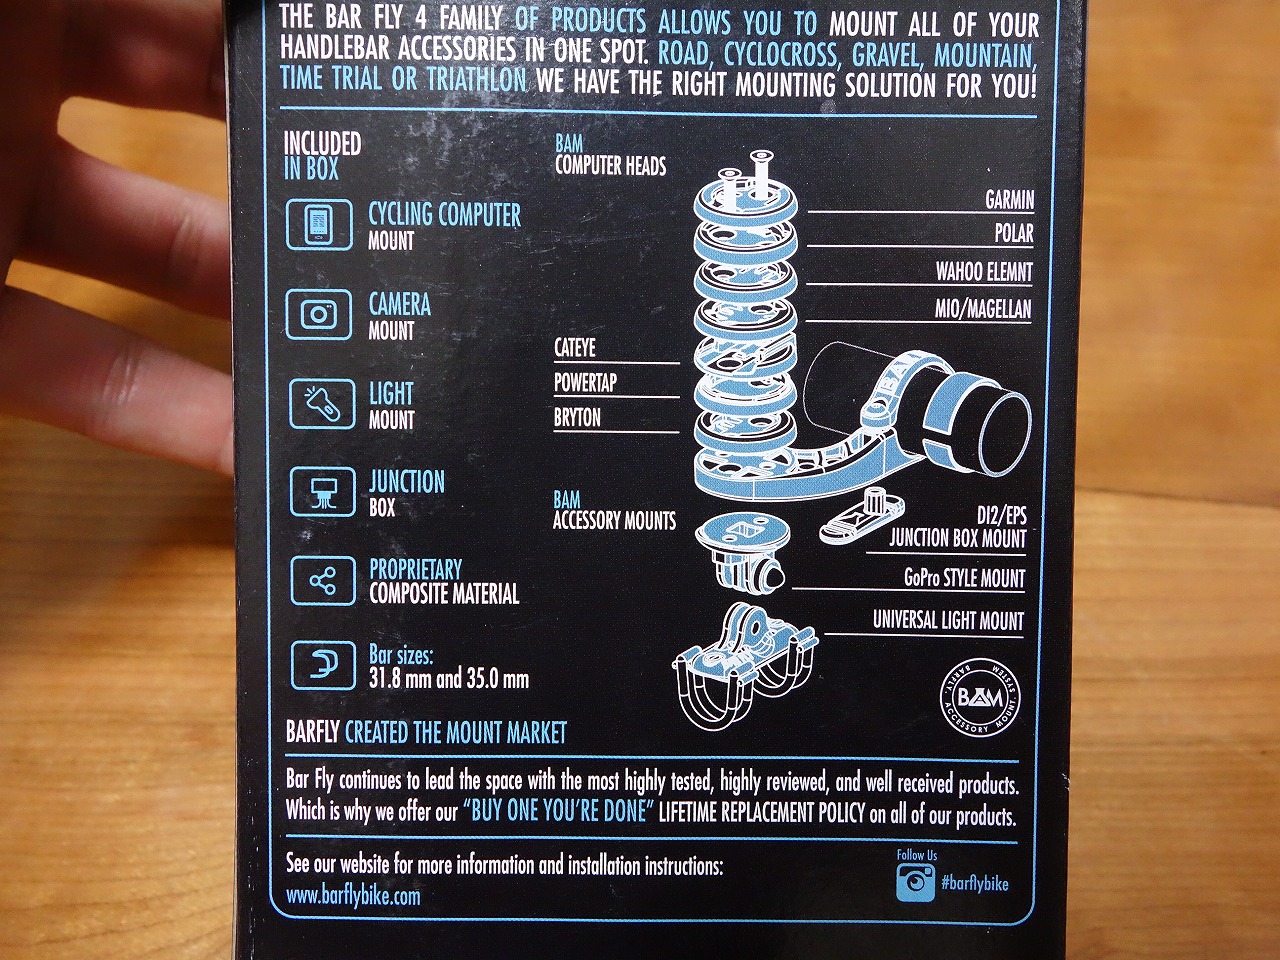 THE BAR FLY 4 FAMILY OF PRODUCTS ALLOWS YOU TO MOUNT ALL OF YOUR
HANDLEBAR ACCESSORIES IN ONE SPOT. ROAD, CYCLOCROSS, GRAVEL, MOUNTAIN,
TIME TRIAL OR TRIATHLON WE HAVE THE RIGHT MOUNTING SOLUTION FOR YOU!
INCLUDED
IN BOX
CYCLING COMPUTER
MOUNT
CAMERA
MOUNT
LIGHT
MOUNT
JUNCTION
BOX
PROPRIETARY
COMPOSITE MATERIAL
Bar sizes:
31.8 mm and 35.0 mm
BAM
COMPUTER HEADS
GARMIN
POLAR
WAHOO ELEMNT
MIO/MAGELLAN
CATEYE
POWERTAP
BRYTON
BAM
BAM
ACCESSORY MOUNTS
DI2/EPS
JUNCTION BOX MOUNT
GoPro STYLE MOUNT
UNIVERSAL LIGHT MOUNT
BAM
BARFLY ACCESSORY MOUNT SYSTEM
BARFLY CREATED THE MOUNT MARKET
Bar Fly continues to lead the space with the most highly tested, highly reviewed, and well received products.
Which is why we offer our “BUY ONE YOU’RE DONE” LIFETIME REPLACEMENT POLICY on all of our products.
See our website for more information and installation instructions:
www.barflybike.com
Follow Us
#barflybike